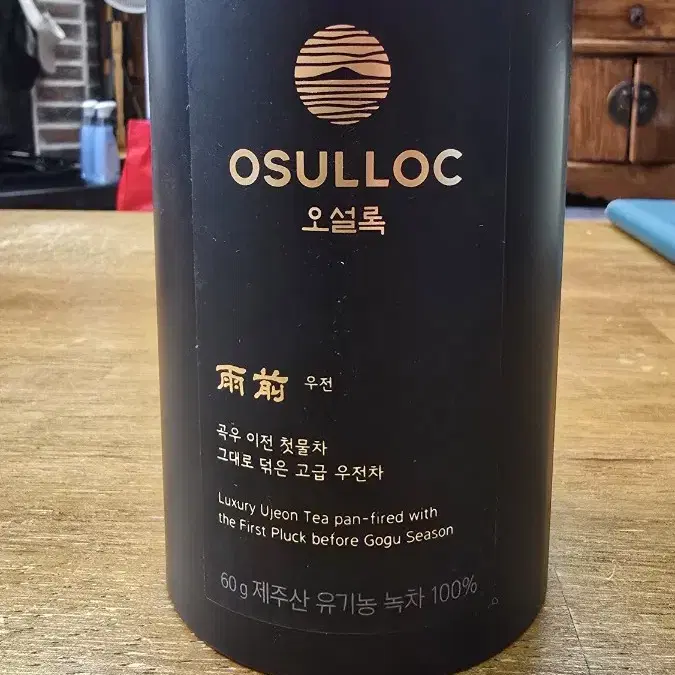 OSULLOC
오설록
雨前 우전
곡우 이전 첫물차
그대로 덖은 고급 우전차
Luxury Ujeon Tea pan-fired with
the First Pluck before Gogu Season
60 g 제주산 유기농 녹차 100%